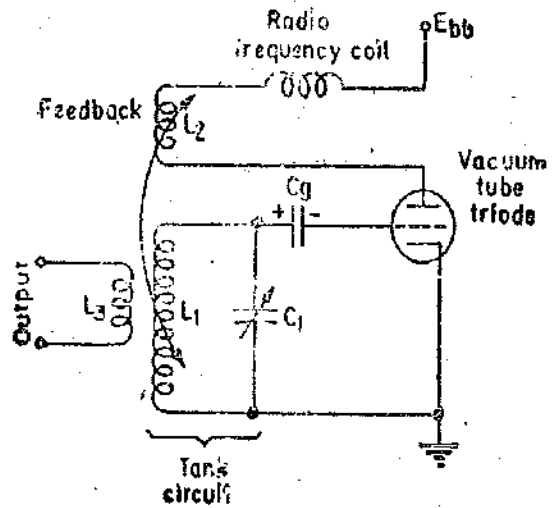 Radio
frequency coil
Ebb
Feedback
L2
Vacuum
tube
triode
Cg
+ -
Output
L3
L1
C1
Tank
circuit